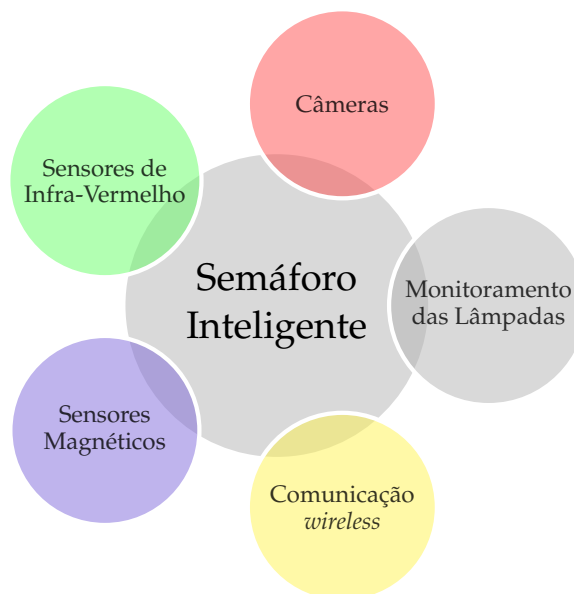 Câmeras
Sensores de
Infra-Vermelho
Semáforo
Inteligente
Monitoramento
das Lâmpadas
Sensores
Magnéticos
Comunicação
wireless